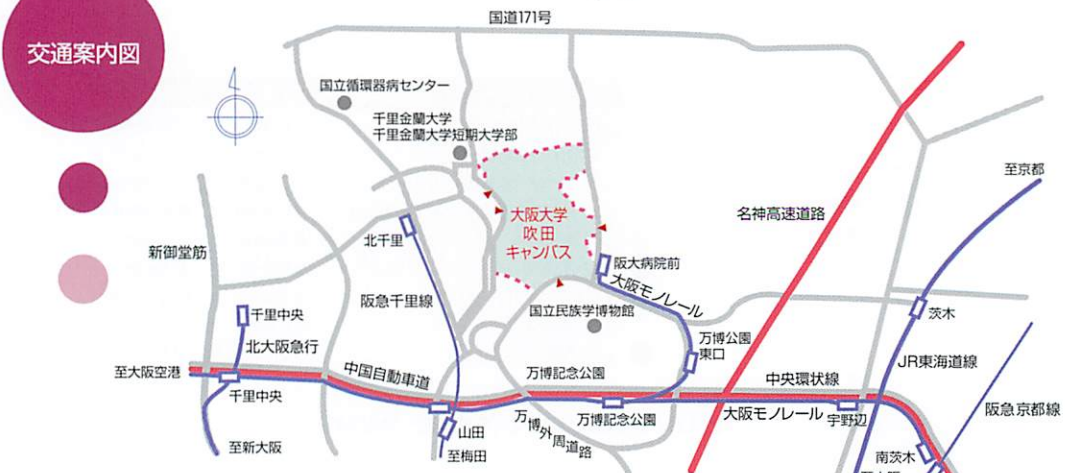 交通案内図
国道171号
国立循環器病センター
千里金蘭大学
千里金蘭大学短期大学部
至京都
大阪大学
吹田
キャンパス
名神高速道路
北千里
新御堂筋
阪大病院前
大阪モノレール
阪急千里線
国立民族学博物館
千里中央
茨木
北大阪急行
万博公園
東口
JR東海道線
至大阪空港
中国自動車道
万博記念公園
中央環状線
千里中央
万博外周道路
万博記念公園
大阪モノレール
宇野辺
阪急京都線
山田
至新大阪
至梅田
南茨木